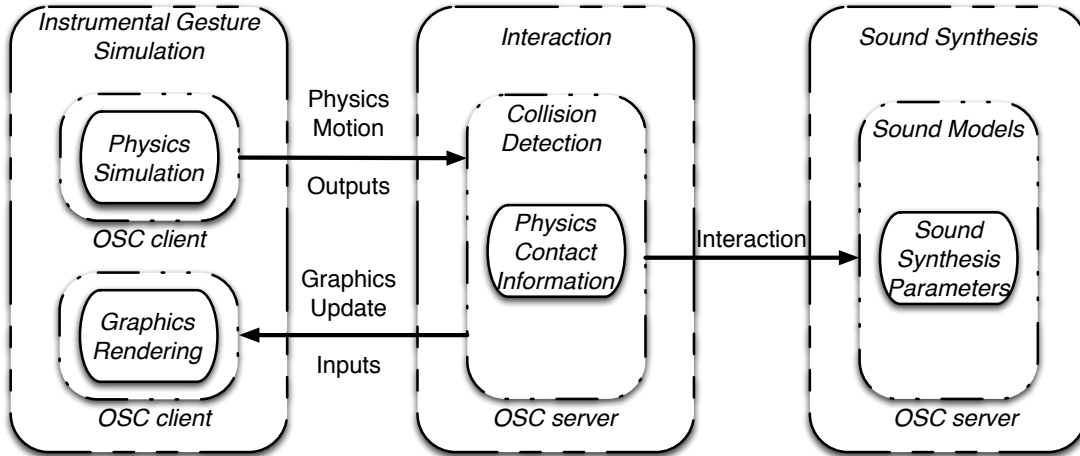 Instrumental Gesture
Simulation
Physics
Simulation
OSC client
Graphics
Rendering
OSC client
Physics
Motion
Outputs
Graphics
Update
Inputs
Interaction
Collision
Detection
Physics
Contact
Information
OSC server
Interaction
Sound Synthesis
Sound Models
Sound
Synthesis
Parameters
OSC server